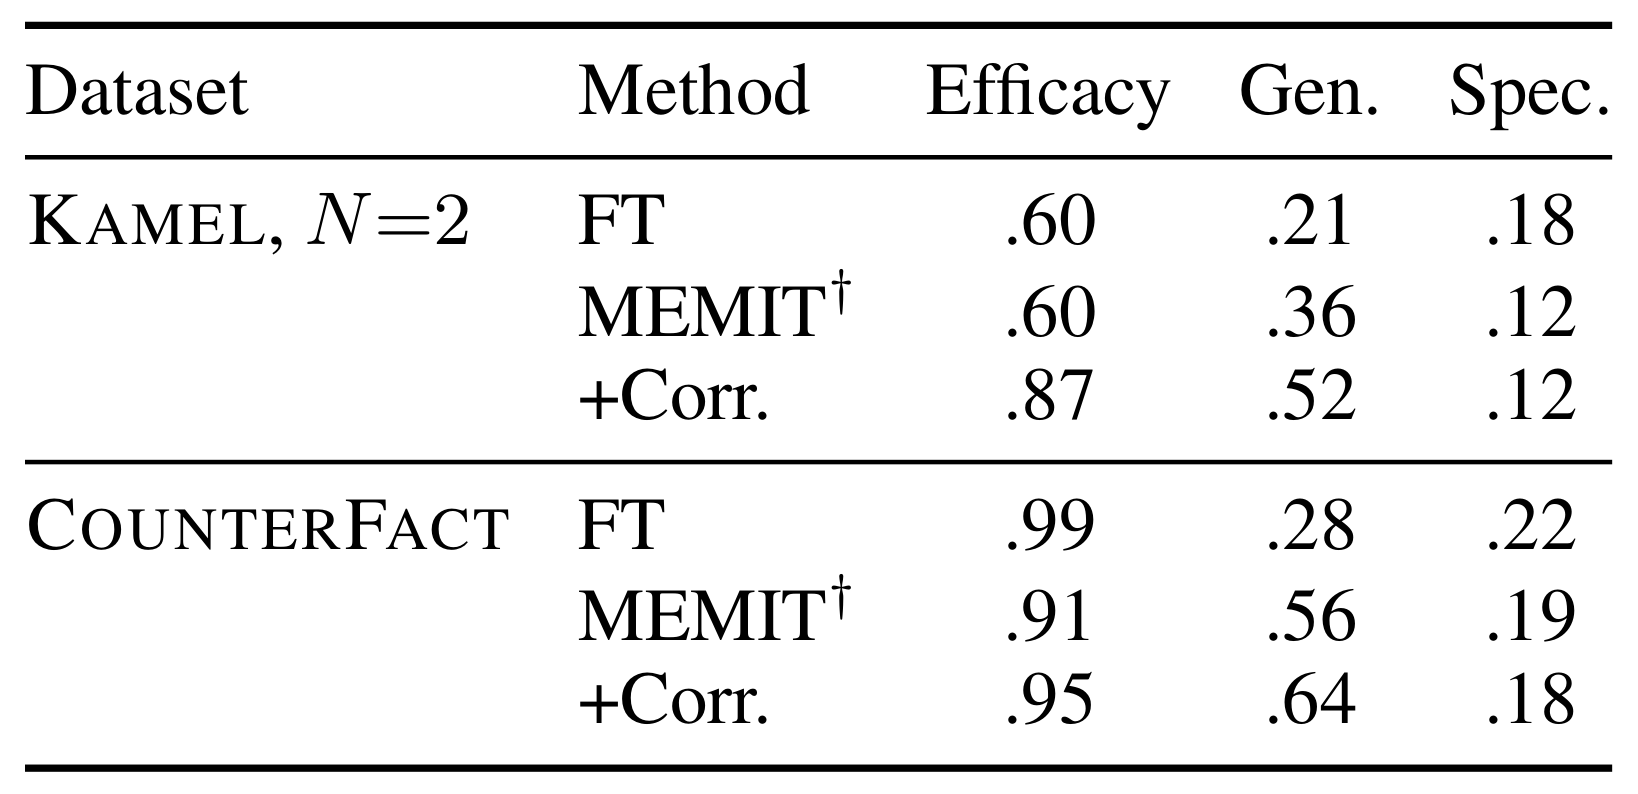 Dataset Method Efficacy Gen. Spec.
KAMEL, N=2 FT .60 .21 .18
MEMIT† .60 .36 .12
+Corr. .87 .52 .12
COUNTERFACT FT .99 .28 .22
MEMIT† .91 .56 .19
+Corr. .95 .64 .18